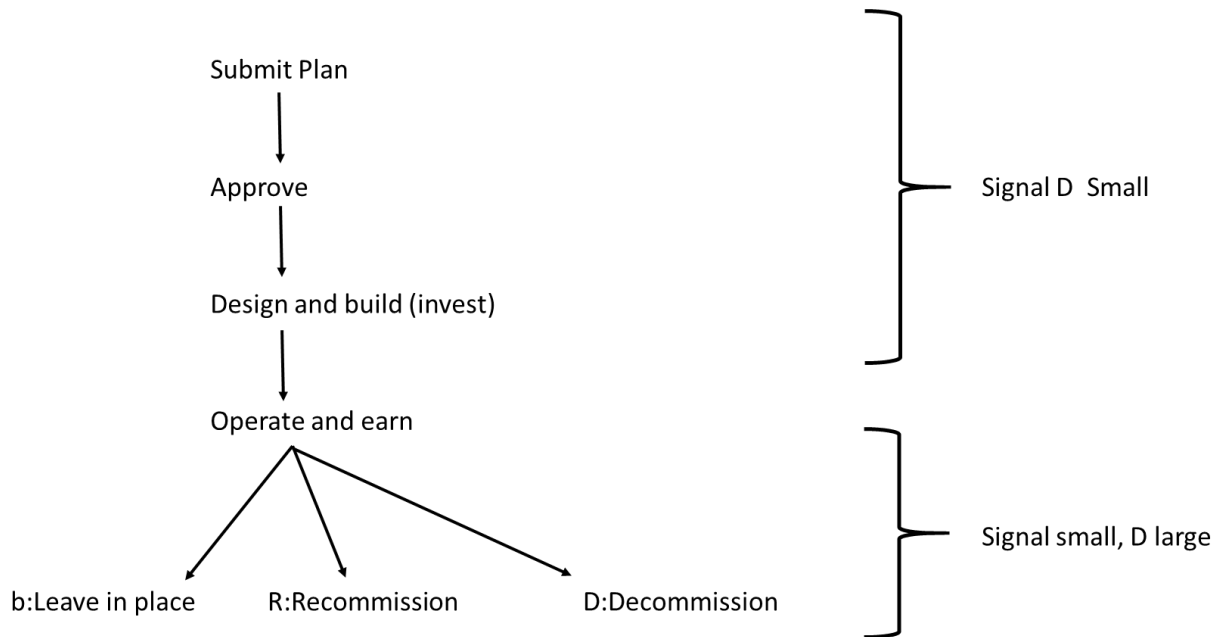 Submit Plan
Approve
Signal D  Small
Design and build (invest)
Operate and earn
Signal small, D large
b:Leave in place
R:Recommission
D:Decommission